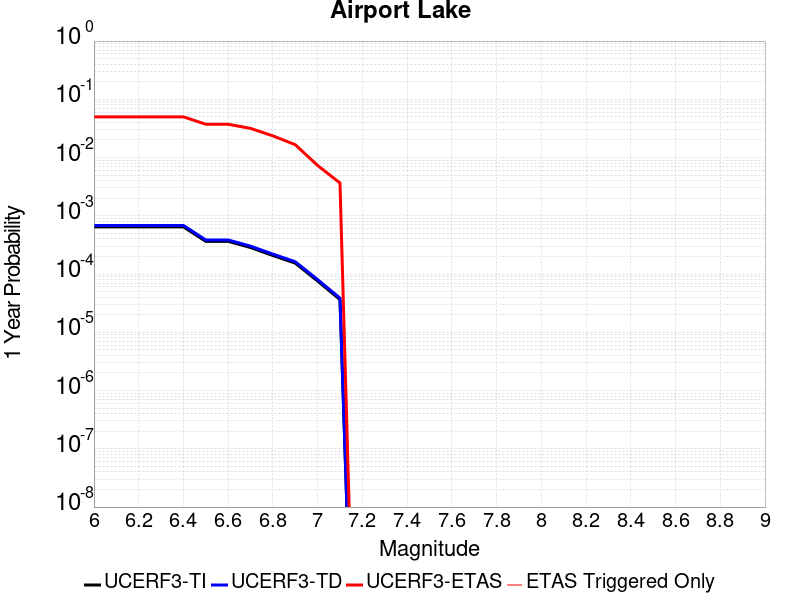 Airport Lake
10^0
10^-1
10^-2
10^-3
10^-4
10^-5
10^-6
10^-7
10^-8
1 Year Probability
6 6.2 6.4 6.6 6.8 7 7.2 7.4 7.6 7.8 8 8.2 8.4 8.6 8.8 9
Magnitude
UCERF3-TI UCERF3-TD UCERF3-ETAS ETAS Triggered Only